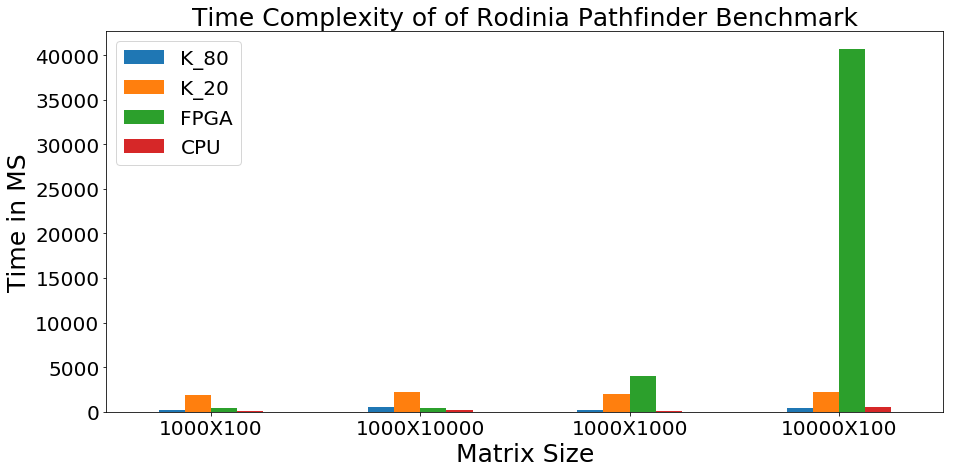 Time Complexity of of Rodinia Pathfinder Benchmark
K_80
K_20
FPGA
CPU
Time in MS
40000
35000
30000
25000
20000
15000
10000
5000
0
1000X100
1000X10000
1000X1000
10000X100
Matrix Size